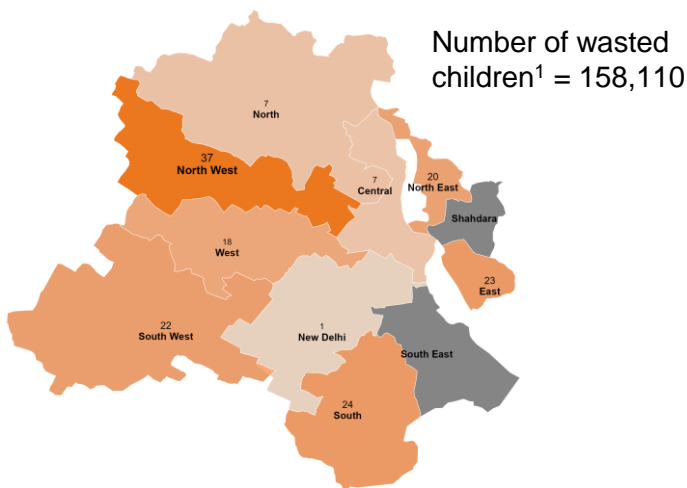 Number of wasted
children¹ = 158,110
7
North
37
North West
7
Central
20
North East
Shahdara
18
West
23
East
22
South West
1
New Delhi
South East
24
South